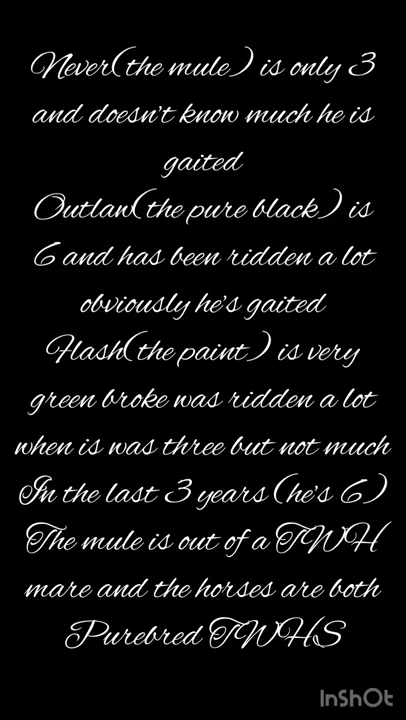 Never(the mule) is only 3
and doesn't know much he is
gaited
Outlaw(the pure black) is
6 and has been ridden a lot
obviously he's gaited
Flash(the paint) is very
green broke was ridden a lot
when is was three but not much
In the last 3 years (he's 6)
The mule is out of a TWH
mare and the horses are both
Purebred TWHS
InShOt